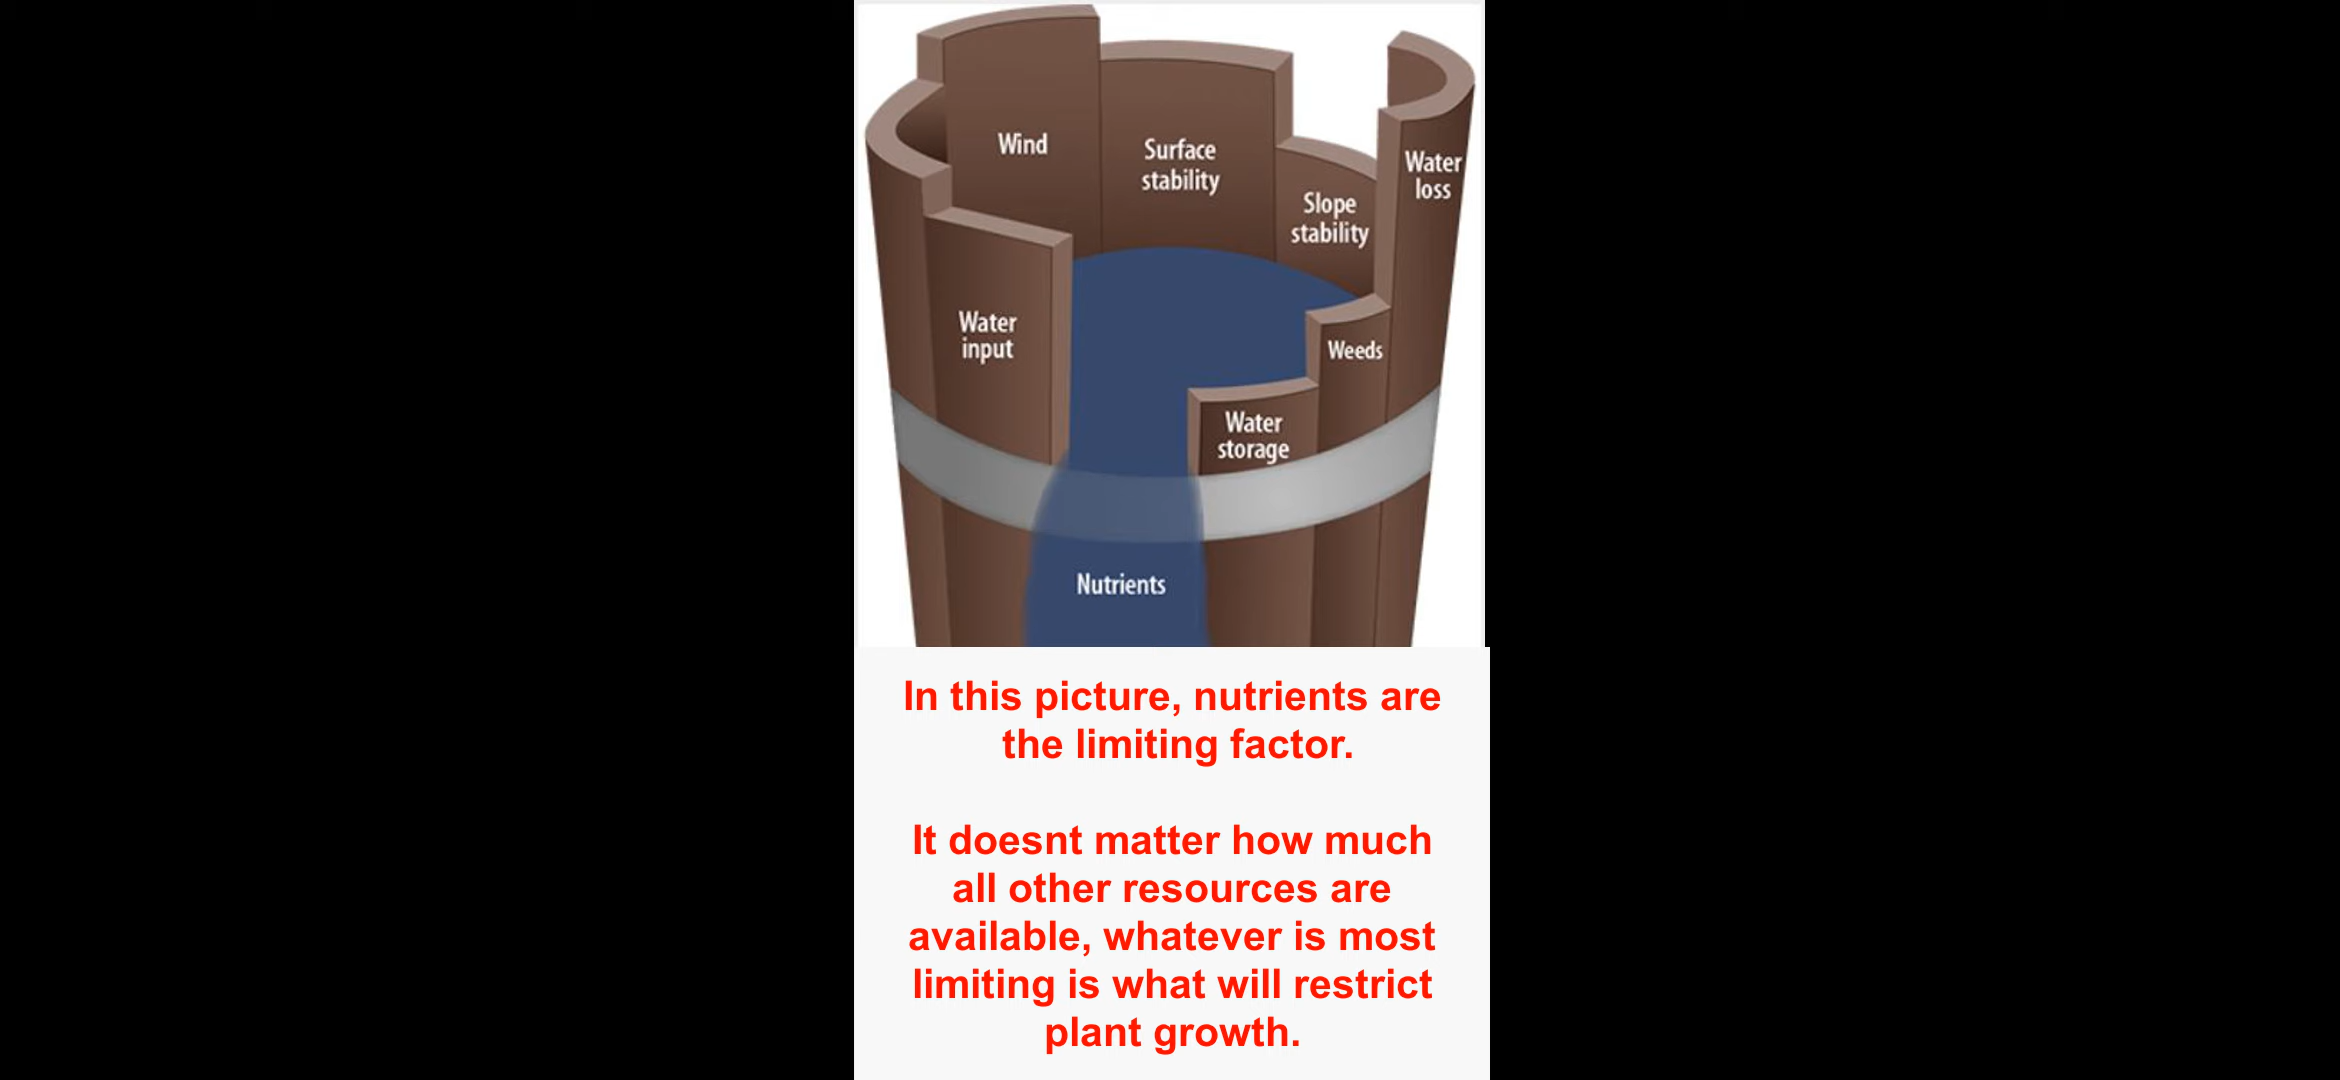 Wind
Surface
stability
Water
loss
Slope
stability
Water
input
Weeds
Water
storage
Nutrients
In this picture, nutrients are
the limiting factor.
It doesnt matter how much
all other resources are
available, whatever is most
limiting is what will restrict
plant growth.